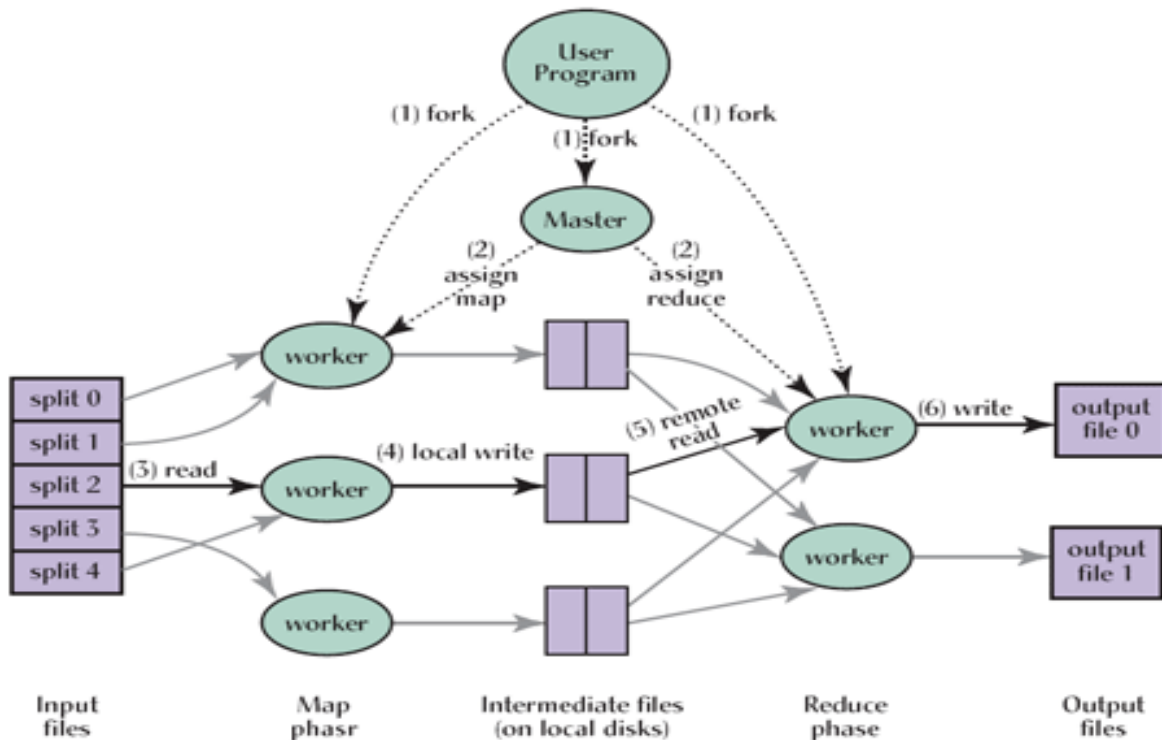 User
Program
(1) fork
(1) fork
(1) fork
Master
(2)
assign
map
(2)
assign
reduce
worker
split 0
split 1
split 2
split 3
split 4
(3) read
worker
(4) local write
(5) remote
read
worker
(6) write
output
file 0
worker
output
file 1
worker
Input
files
Map
phasr
Intermediate files
(on local disks)
Reduce
phase
Output
files